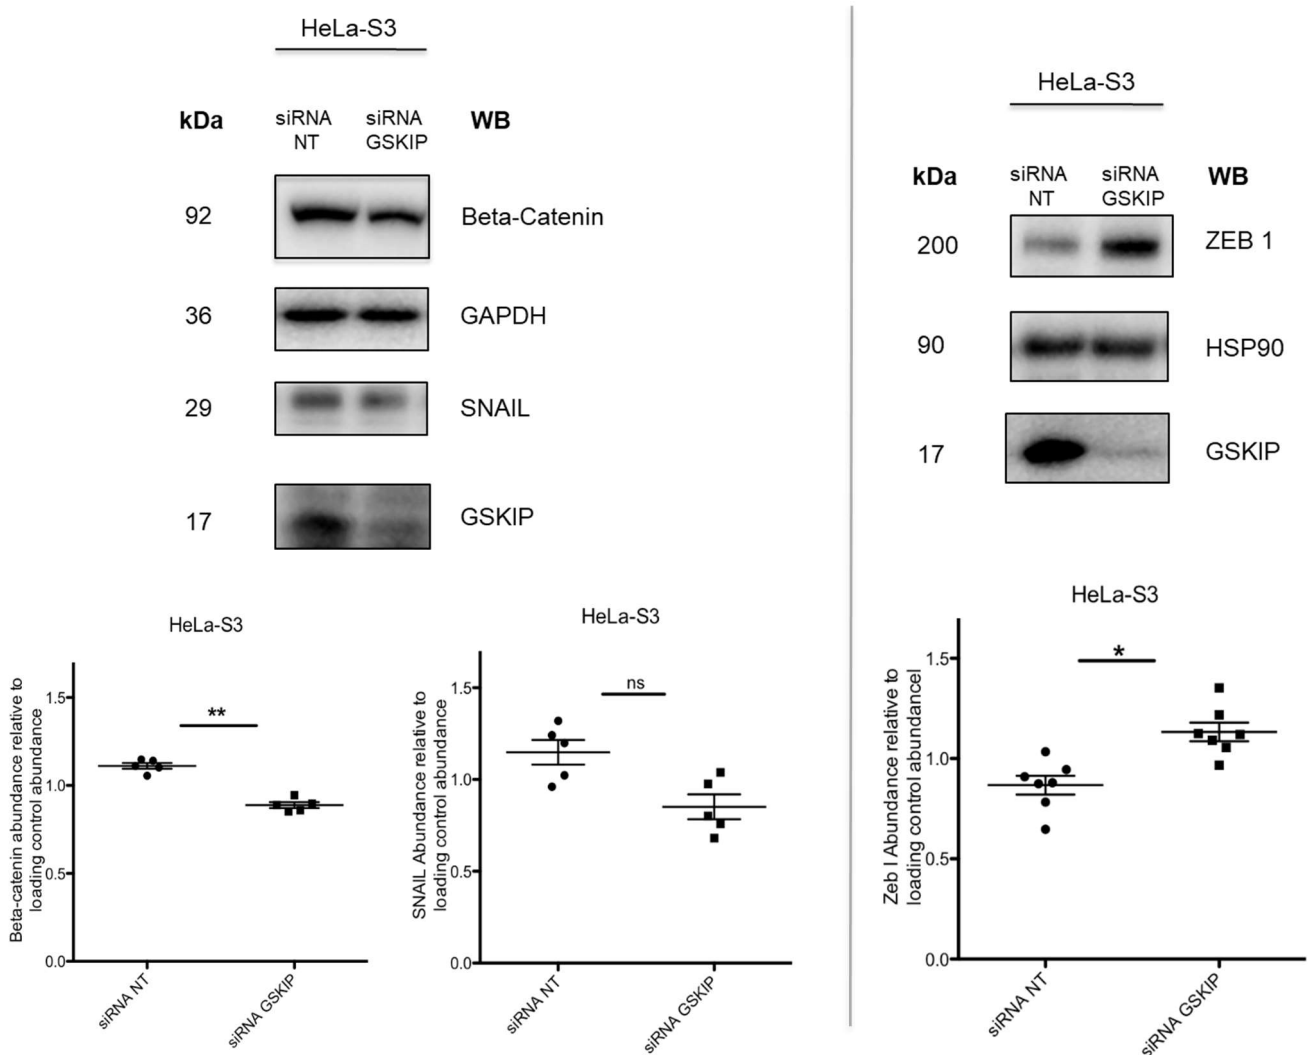 HeLa-S3
kDa
siRNA
NT
siRNA
GSKIP
WB
92
Beta-Catenin
36
GAPDH
29
SNAIL
17
GSKIP
HeLa-S3
kDa
siRNA
NT
siRNA
GSKIP
WB
200
ZEB 1
90
HSP90
17
GSKIP
HeLa-S3
Beta-catenin abundance relative to
loading control abundance
1.5
1.0
0.5
0.0
**
siRNA NT
siRNA GSKIP
HeLa-S3
SNAIL Abundance relative to
loading control abundance
1.5
1.0
0.5
0.0
ns
siRNA NT
siRNA GSKIP
HeLa-S3
Zeb I Abundance relative to
loading control abundancel
1.5
1.0
0.5
0.0
*
siRNA NT
siRNA GSKIP